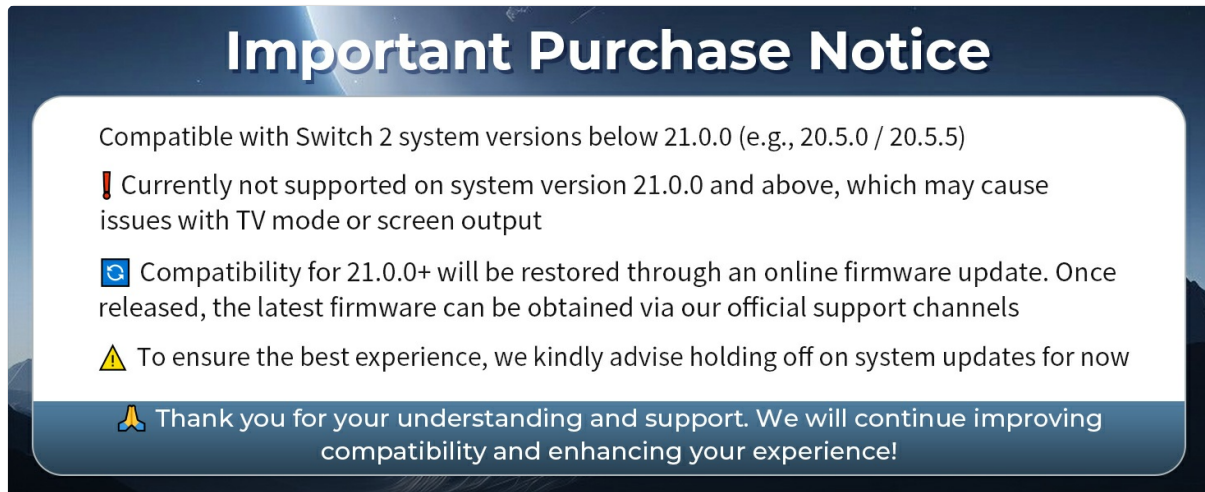 Important Purchase Notice
Compatible with Switch 2 system versions below 21.0.0 (e.g., 20.5.0 / 20.5.5)
❗ Currently not supported on system version 21.0.0 and above, which may cause
issues with TV mode or screen output
🔄 Compatibility for 21.0.0+ will be restored through an online firmware update. Once
released, the latest firmware can be obtained via our official support channels
⚠️ To ensure the best experience, we kindly advise holding off on system updates for now
🙏 Thank you for your understanding and support. We will continue improving
compatibility and enhancing your experience!